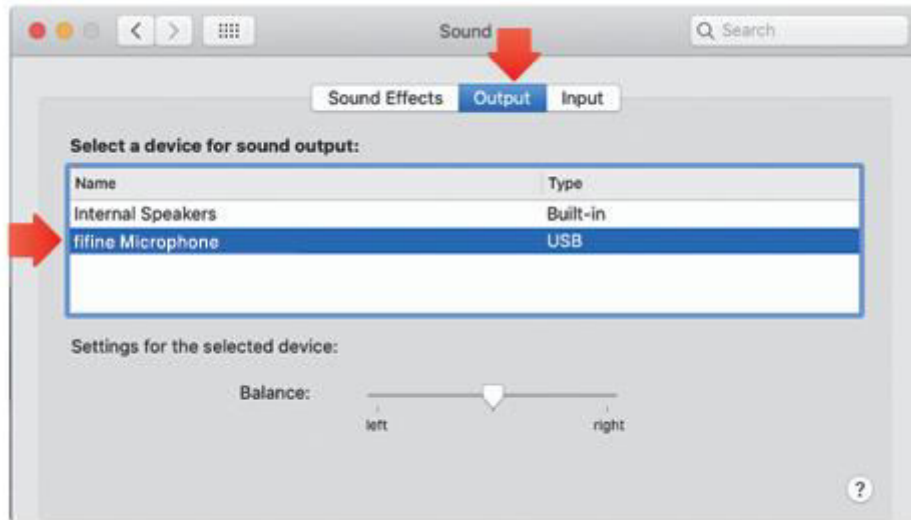 Sound
Search
Sound Effects Output Input
Select a device for sound output:
Name Type
Internal Speakers Built-in
fifine Microphone USB
Settings for the selected device:
Balance:
left right
?